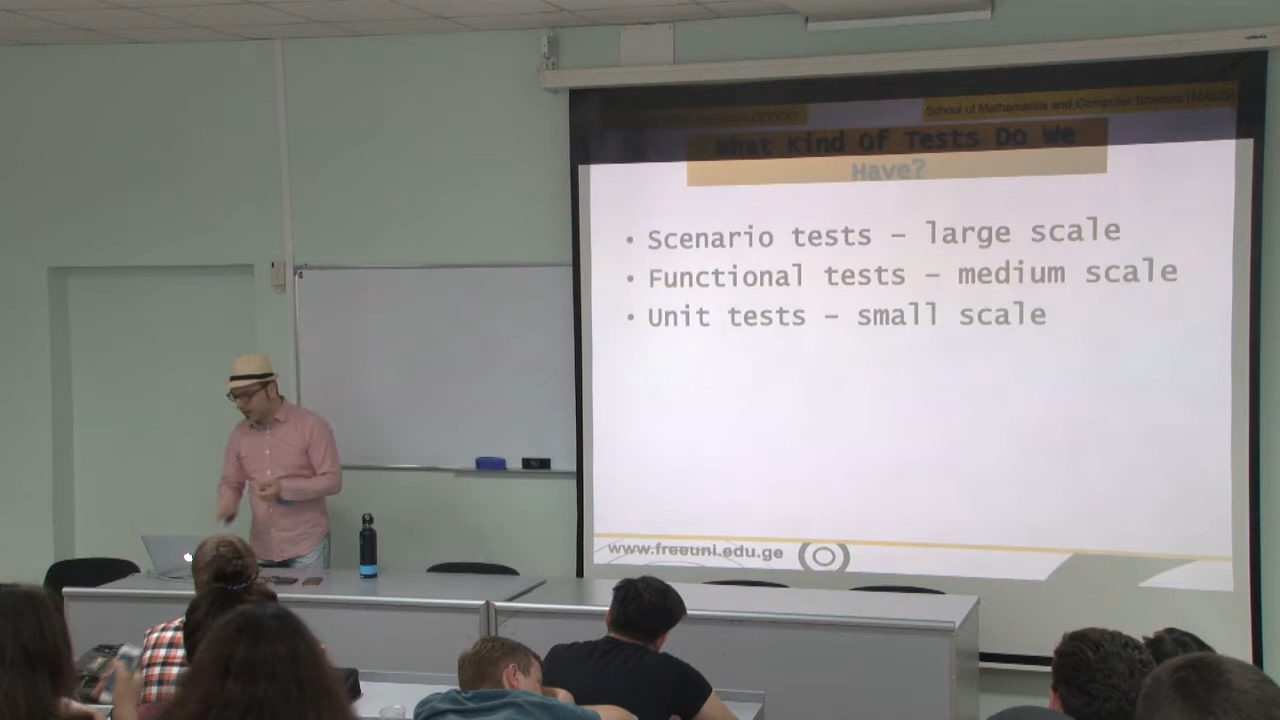 School of Mathematics and Computer Sciences (MACS)
What Kind Of Tests Do We
Have?
• Scenario tests – large scale
• Functional tests – medium scale
• Unit tests – small scale
www.freeuni.edu.ge